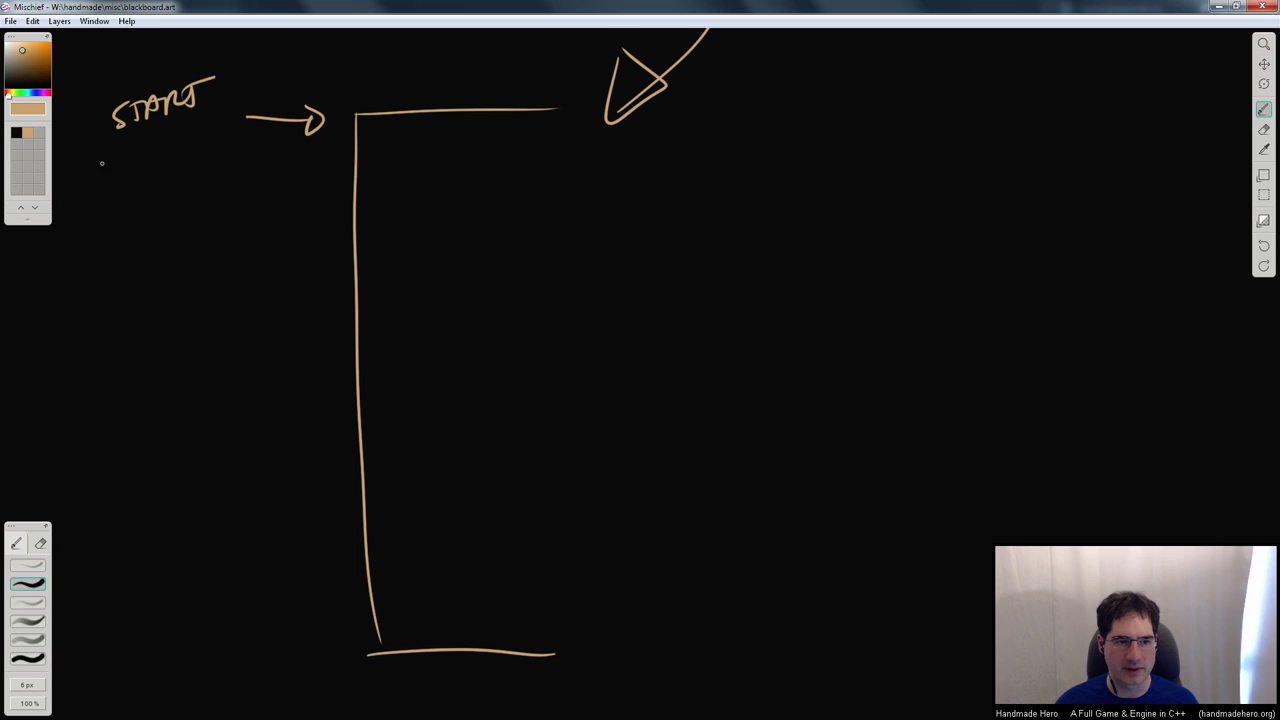 Mischief - W:\handmade\misc\blackboard.art
File Edit Layers Window Help
START
6 px
100 %
Handmade Hero A Full Game & Engine in C++ (handmadehero.org)